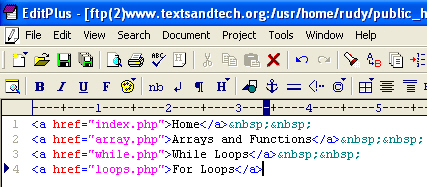 EditPlus - [ftp(2)www.textsandtech.org:/usr/home/rudy/public_h
File Edit View Search Document Project Tools Window Help
B I U nb ↲ ¶ H
----+----1----+----2----+----3----+----4----+---
1 <a href="index.php">Home</a>&nbsp;&nbsp;
2 <a href="array.php">Arrays and Functions</a>&nbsp;&nbsp;
3 <a href="while.php">While Loops</a>&nbsp;&nbsp;
4 <a href="loops.php">For Loops</a>